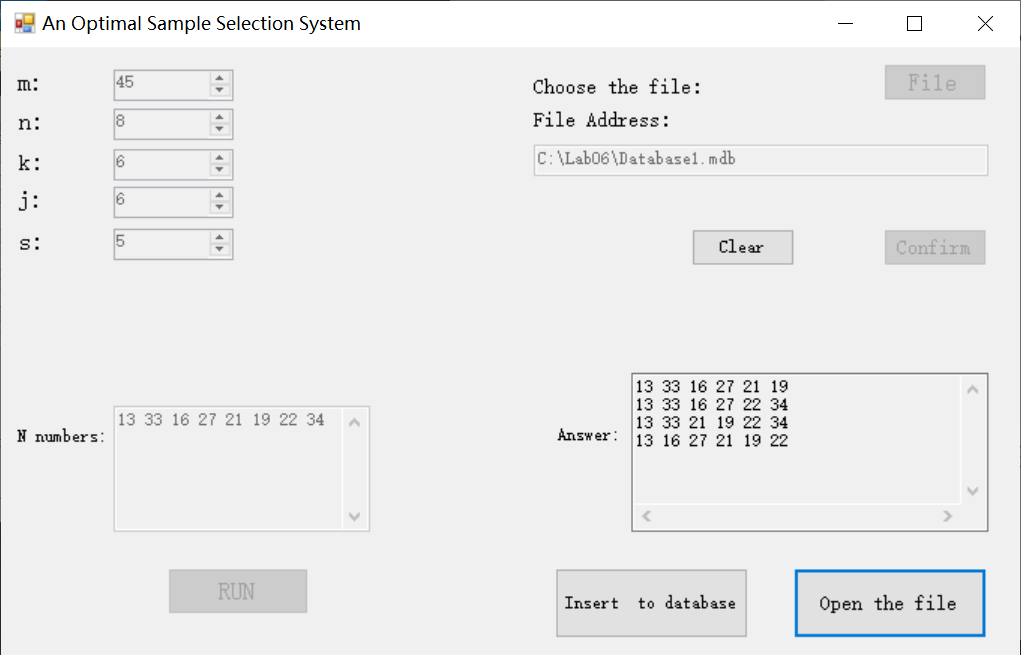 An Optimal Sample Selection System
m: 45
n: 8
k: 6
j: 6
s: 5
Choose the file: File
File Address:
C:\Lab06\Database1.mdb
Clear Confirm
N numbers: 13 33 16 27 21 19 22 34
Answer:
13 33 16 27 21 19
13 33 16 27 22 34
13 33 21 19 22 34
13 16 27 21 19 22
RUN
Insert to database
Open the file